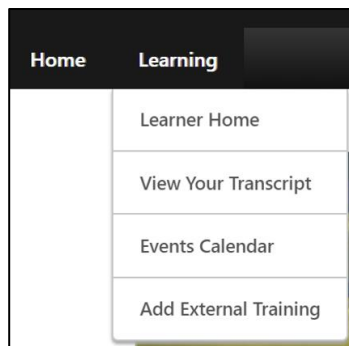 Home Learning
Learner Home
View Your Transcript
Events Calendar
Add External Training